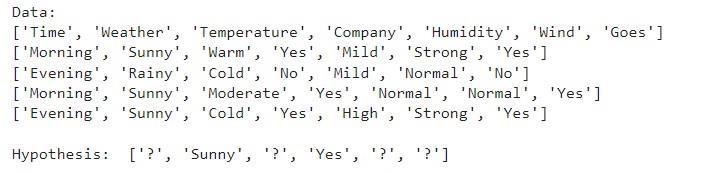 Data:
['Time', 'Weather', 'Temperature', 'Company', 'Humidity', 'Wind', 'Goes']
['Morning', 'Sunny', 'Warm', 'Yes', 'Mild', 'Strong', 'Yes']
['Evening', 'Rainy', 'Cold', 'No', 'Mild', 'Normal', 'No']
['Morning', 'Sunny', 'Moderate', 'Yes', 'Normal', 'Normal', 'Yes']
['Evening', 'Sunny', 'Cold', 'Yes', 'High', 'Strong', 'Yes']
Hypothesis:  ['?', 'Sunny', '?', 'Yes', '?', '?']